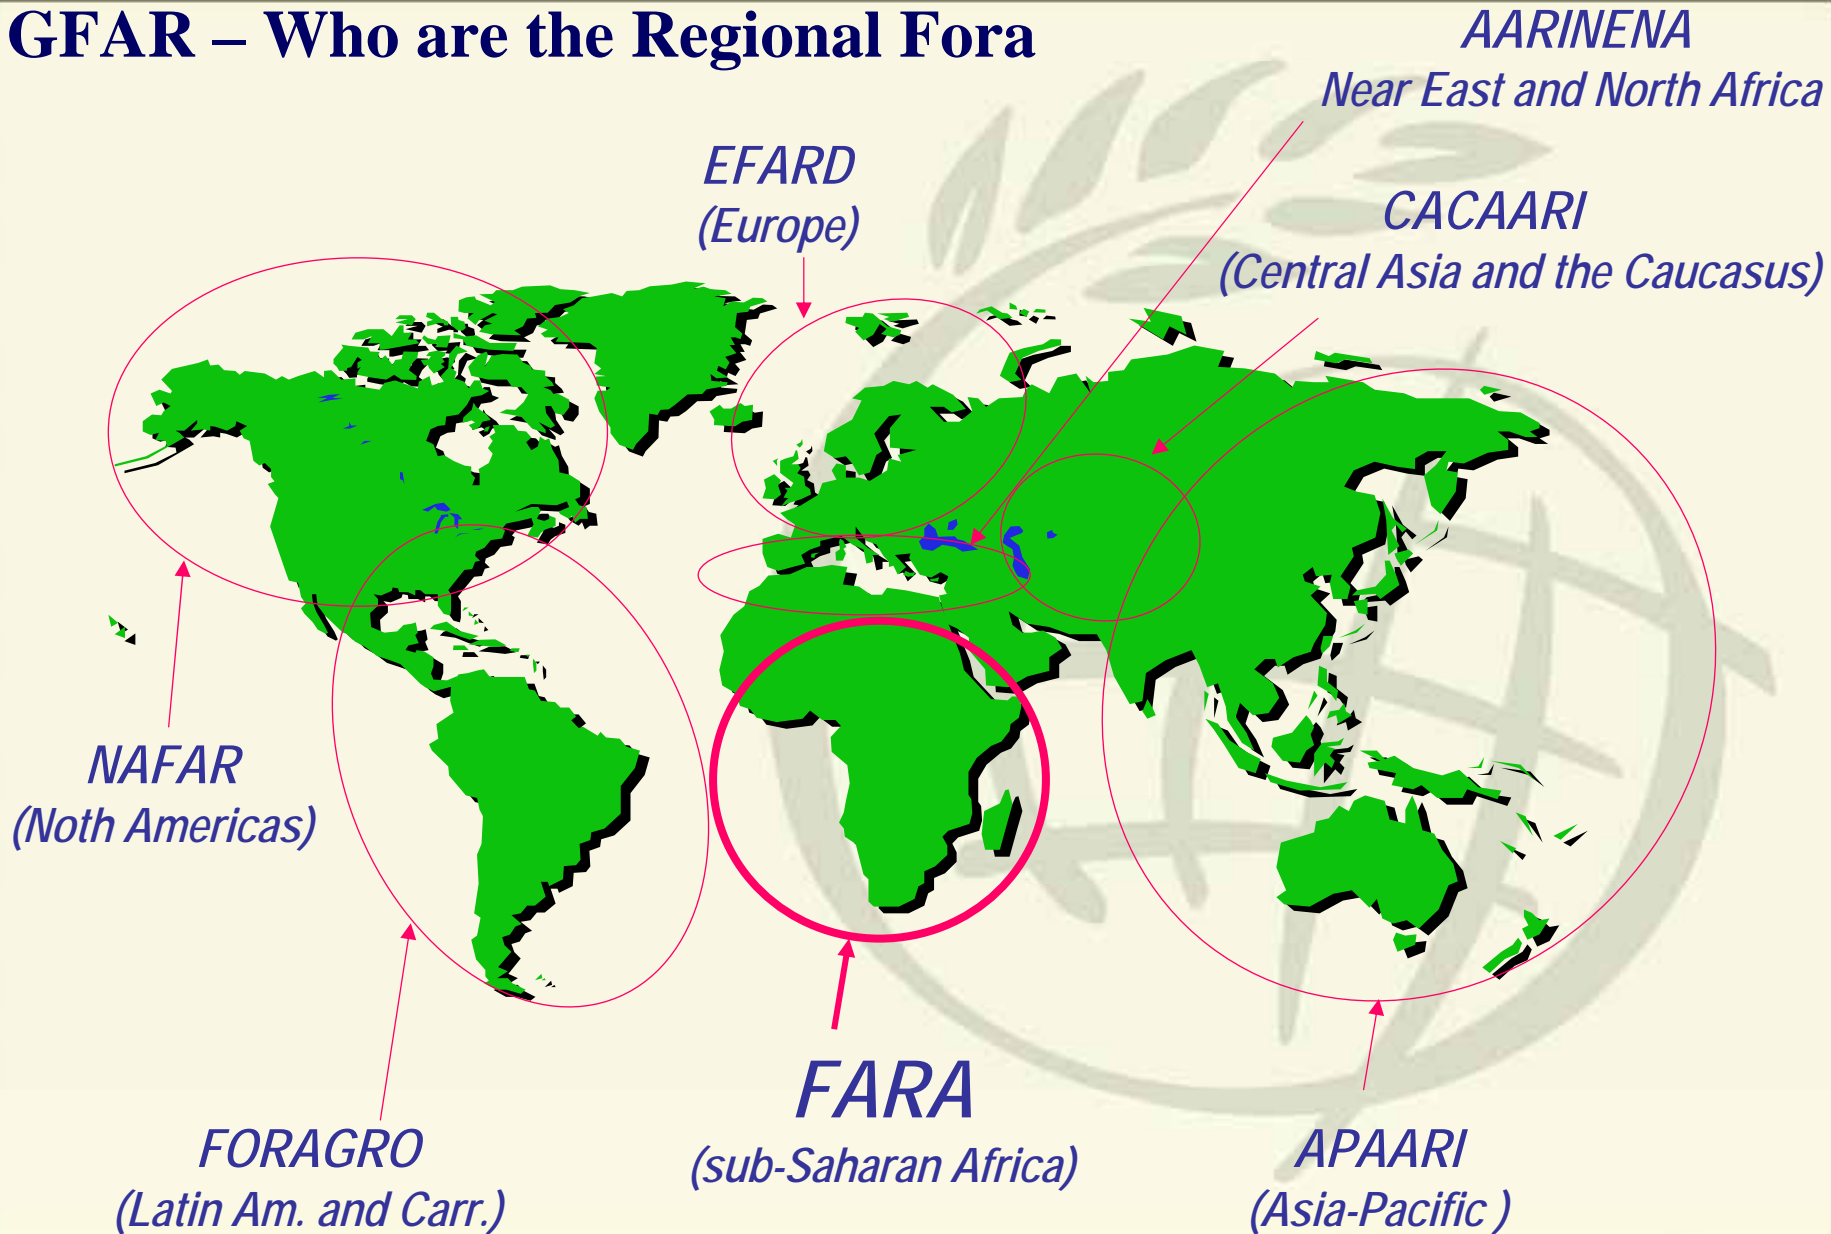 GFAR – Who are the Regional Fora
AARINENA
Near East and North Africa
EFARD
(Europe)
CACAARI
(Central Asia and the Caucasus)
NAFAR
(Noth Americas)
FORAGRO
(Latin Am. and Carr.)
FARA
(sub-Saharan Africa)
APAARI
(Asia-Pacific )